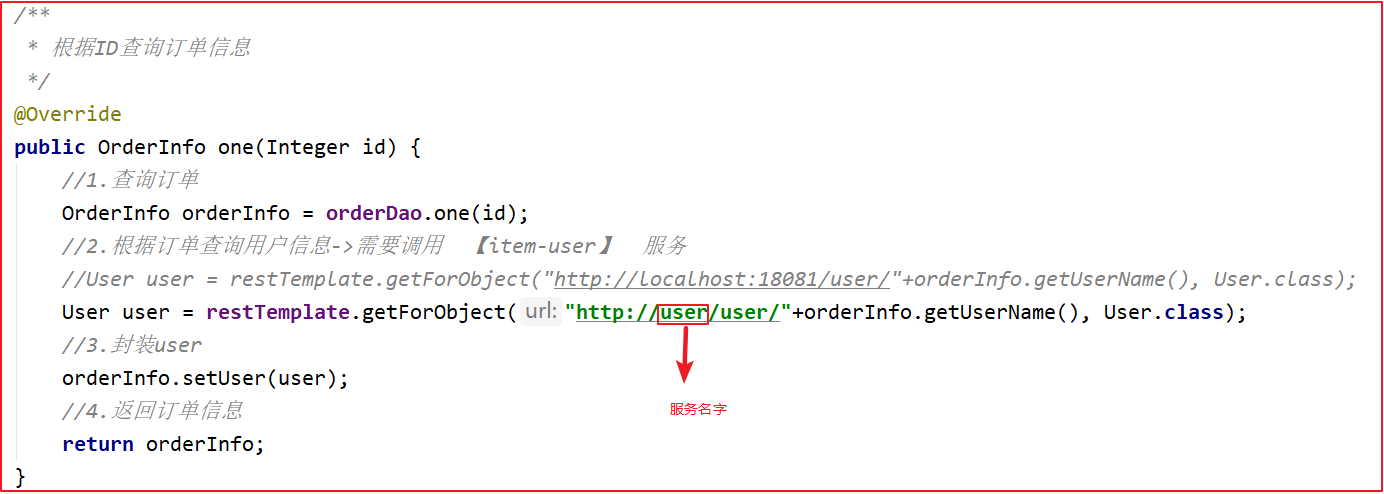 /**
 * 根据ID查询订单信息
 */
@Override
public OrderInfo one(Integer id) {
    //1.查询订单
    OrderInfo orderInfo = orderDao.one(id);
    //2.根据订单查询用户信息->需要调用  【item-user】  服务
    //User user = restTemplate.getForObject("http://localhost:18081/user/"+orderInfo.getUserName(), User.class);
    User user = restTemplate.getForObject( url: "http://user/user/"+orderInfo.getUserName(), User.class);
    //3.封装user
    orderInfo.setUser(user);
    服务名字
    //4.返回订单信息
    return orderInfo;
}